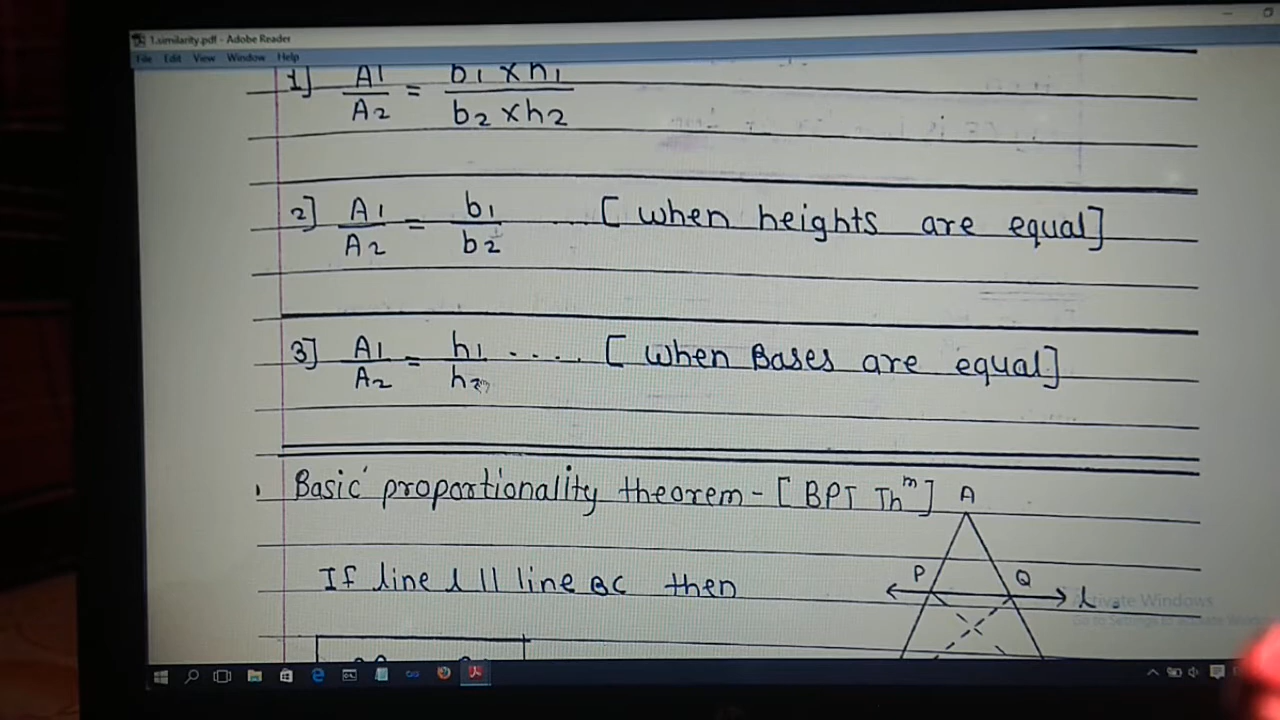 1.similarity.pdf - Adobe Reader
File Edit View Window Help
1] A1/A2 = b1 × h1/b2 × h2
2] A1/A2 = b1/b2 .... [ when heights are equal]
3] A1/A2 = h1/h2 .... [ when Bases are equal]
Basic proportionality theorem - [ BPT Thm ]
A
If line l || line BC then
P Q l
Activate Windows
Go to Settings to activate Windows